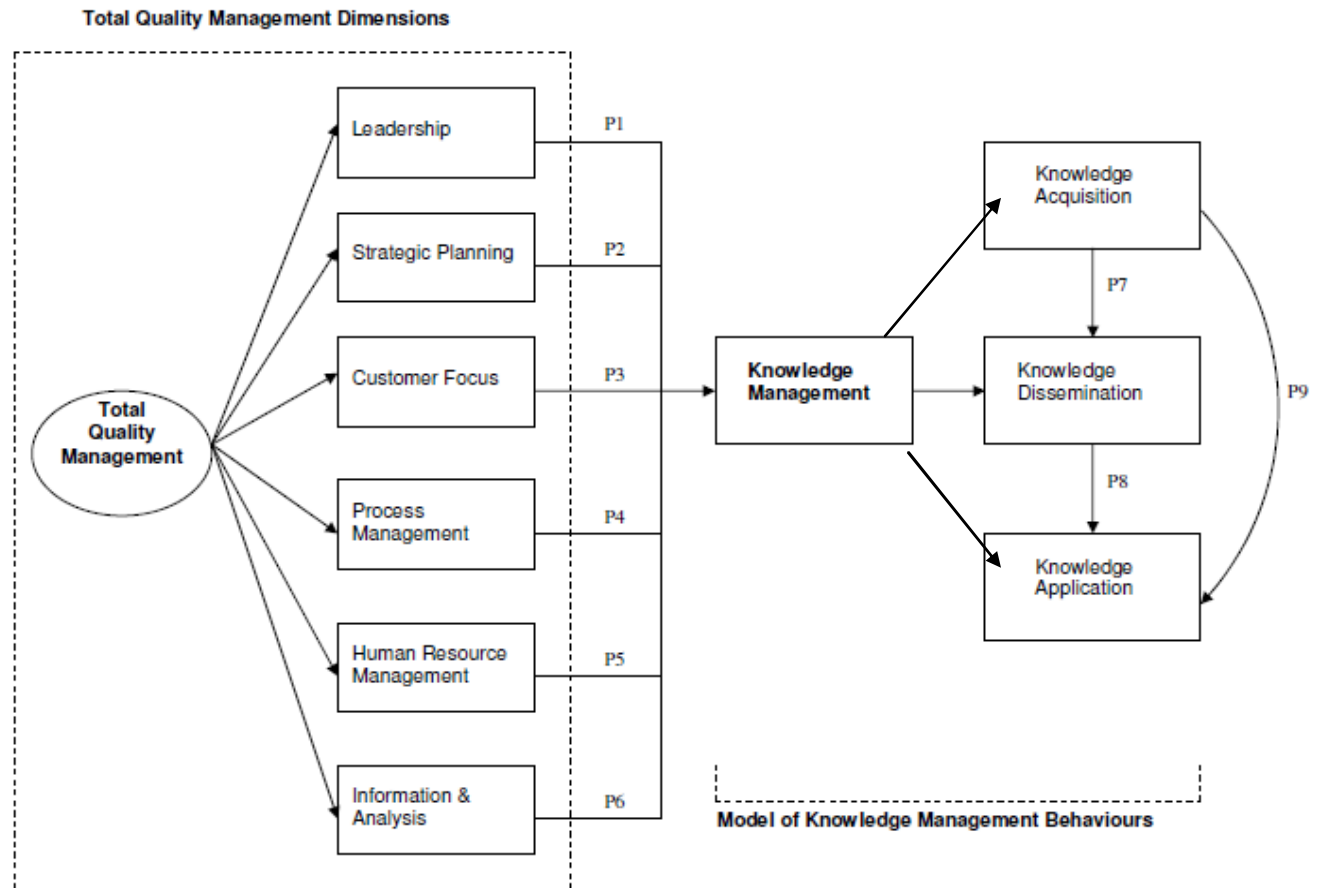 Total Quality Management Dimensions
Leadership
P1
Strategic Planning
P2
Customer Focus
P3
Total
Quality
Management
Process
Management
P4
Human Resource
Management
P5
Information &
Analysis
P6
Knowledge
Management
Knowledge
Acquisition
P7
Knowledge
Dissemination
P9
P8
Knowledge
Application
Model of Knowledge Management Behaviours